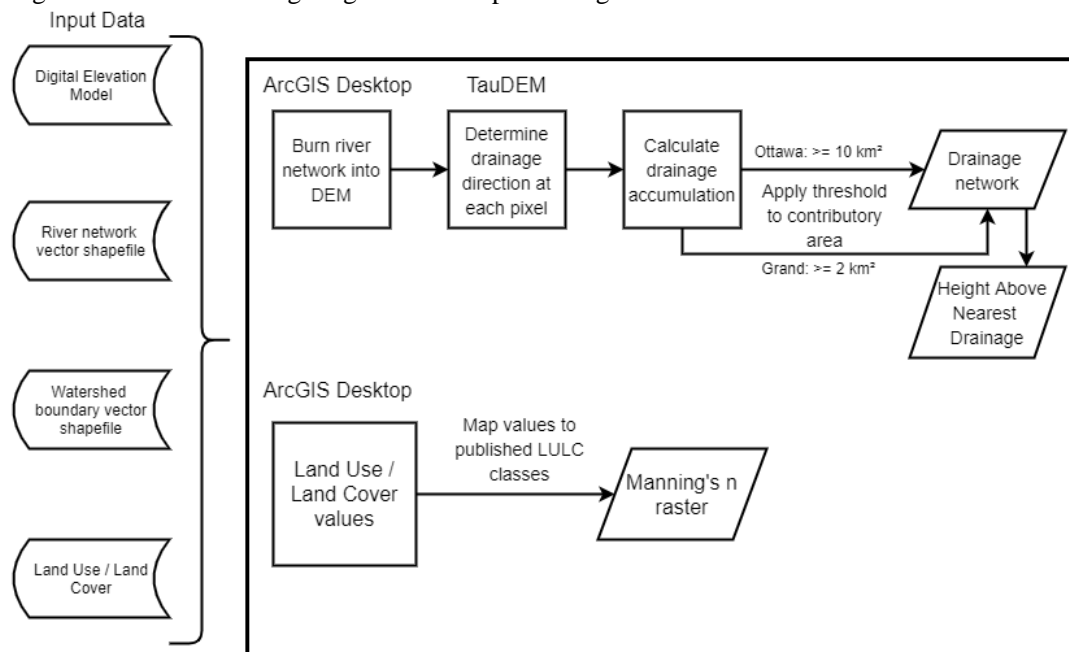 Input Data
Digital Elevation
Model
River network
vector shapefile
Watershed
boundary vector
shapefile
Land Use / Land
Cover
ArcGIS Desktop
TauDEM
Burn river
network into
DEM
Determine
drainage
direction at
each pixel
Calculate
drainage
accumulation
Ottawa: >= 10 km²
Apply threshold
to contributory
area
Grand: >= 2 km²
Drainage
network
Height Above
Nearest
Drainage
ArcGIS Desktop
Land Use /
Land Cover
values
Map values to
published LULC
classes
Manning's n
raster